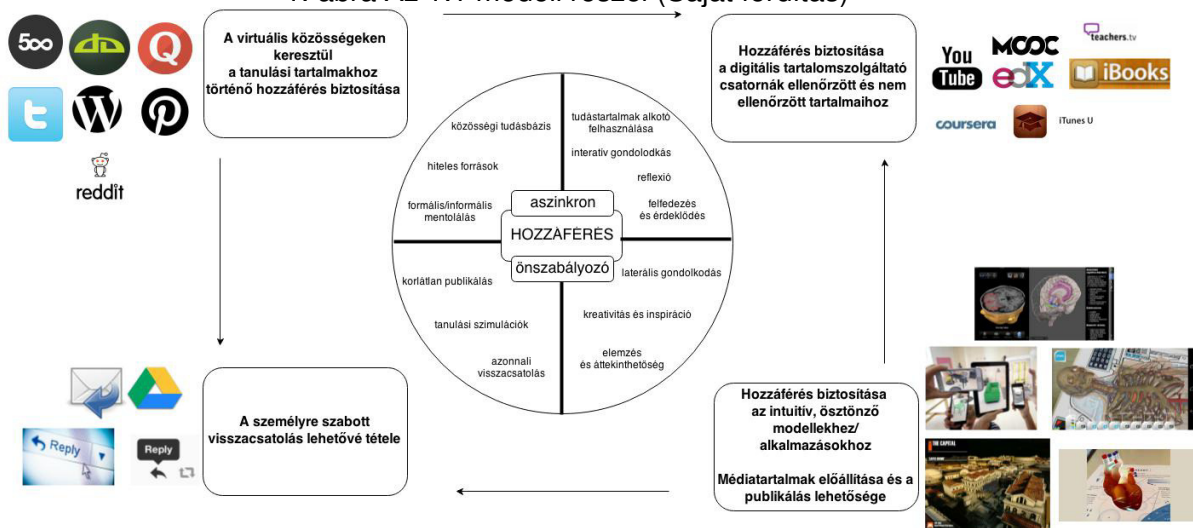 A virtuális közösségeken
keresztül
a tanulási tartalmakhoz
történő hozzáférés biztosítása
Hozzáférés biztosítása
a digitális tartalomszolgáltató
csatornák ellenőrzött és nem
ellenőrzött tartalmaihoz
500
Q
reddit
You
Tube
MOOC
edX
teachers.tv
iBooks
coursera
iTunes U
közösségi tudásbázis
hiteles források
formális/informális
mentolálás
tudástartalmak alkotó
felhasználása
interatív gondolodkás
reflexió
felfedezés
és érdeklődés
aszinkron
HOZZÁFÉRÉS
önszabályozó
korlátlan publikálás
tanulási szimulációk
azonnali
visszacsatolás
laterális gondolkodás
kreativitás és inspiráció
elemzés
és áttekinthetőség
Reply
Reply
A személyre szabott
visszacsatolás lehetővé tétele
Hozzáférés biztosítása
az intuitív, ösztönző
modellekhez/
alkalmazásokhoz
Médiatartalmak előállítása és a
publikálás lehetősége
THE CAPITAL